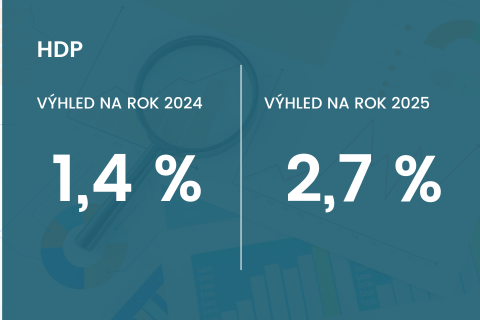 HDP
VÝHLED NA ROK 2024
1,4 %
VÝHLED NA ROK 2025
2,7 %